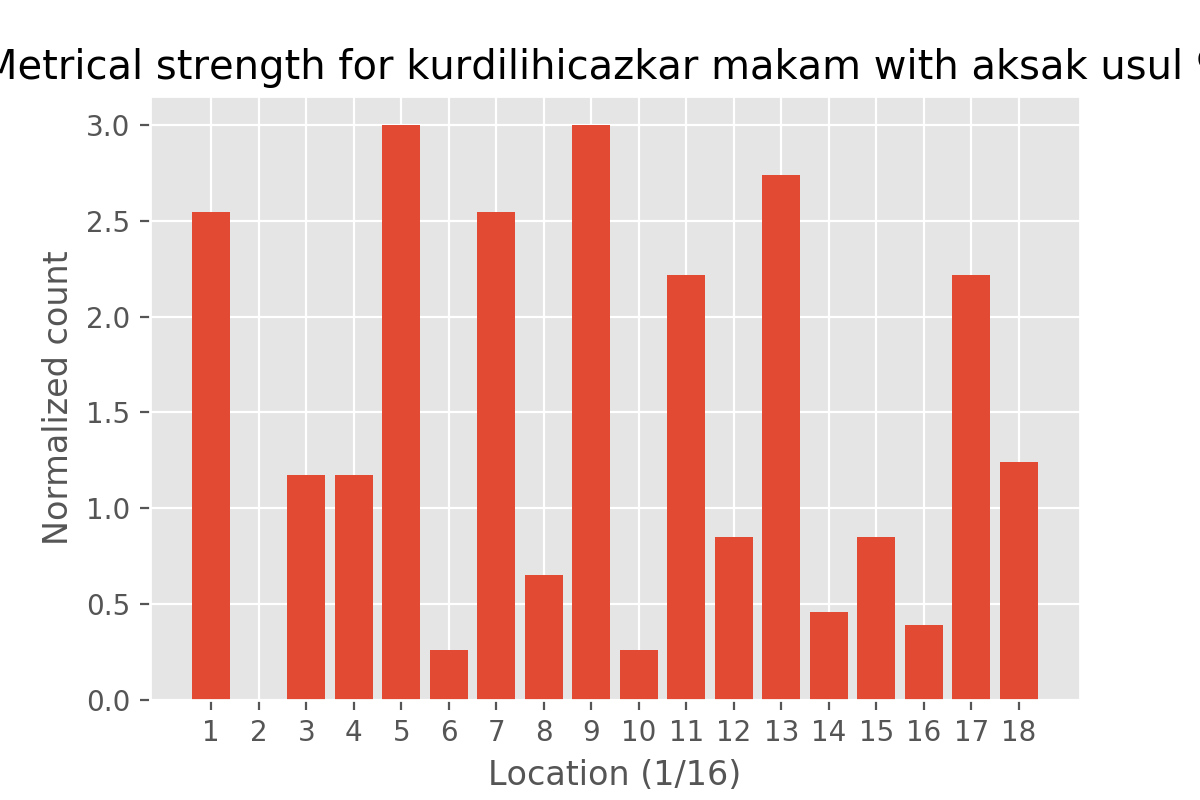 Metrical strength for kurdilihicazkar makam with aksak usul
3.0
2.5
2.0
1.5
1.0
0.5
0.0
Normalized count
1 2 3 4 5 6 7 8 9 10 11 12 13 14 15 16 17 18
Location (1/16)